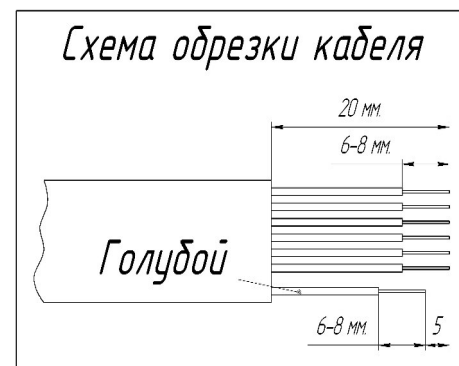 Схема обрезки кабеля
20 мм.
6-8 мм.
Голубой
6-8 мм. 5